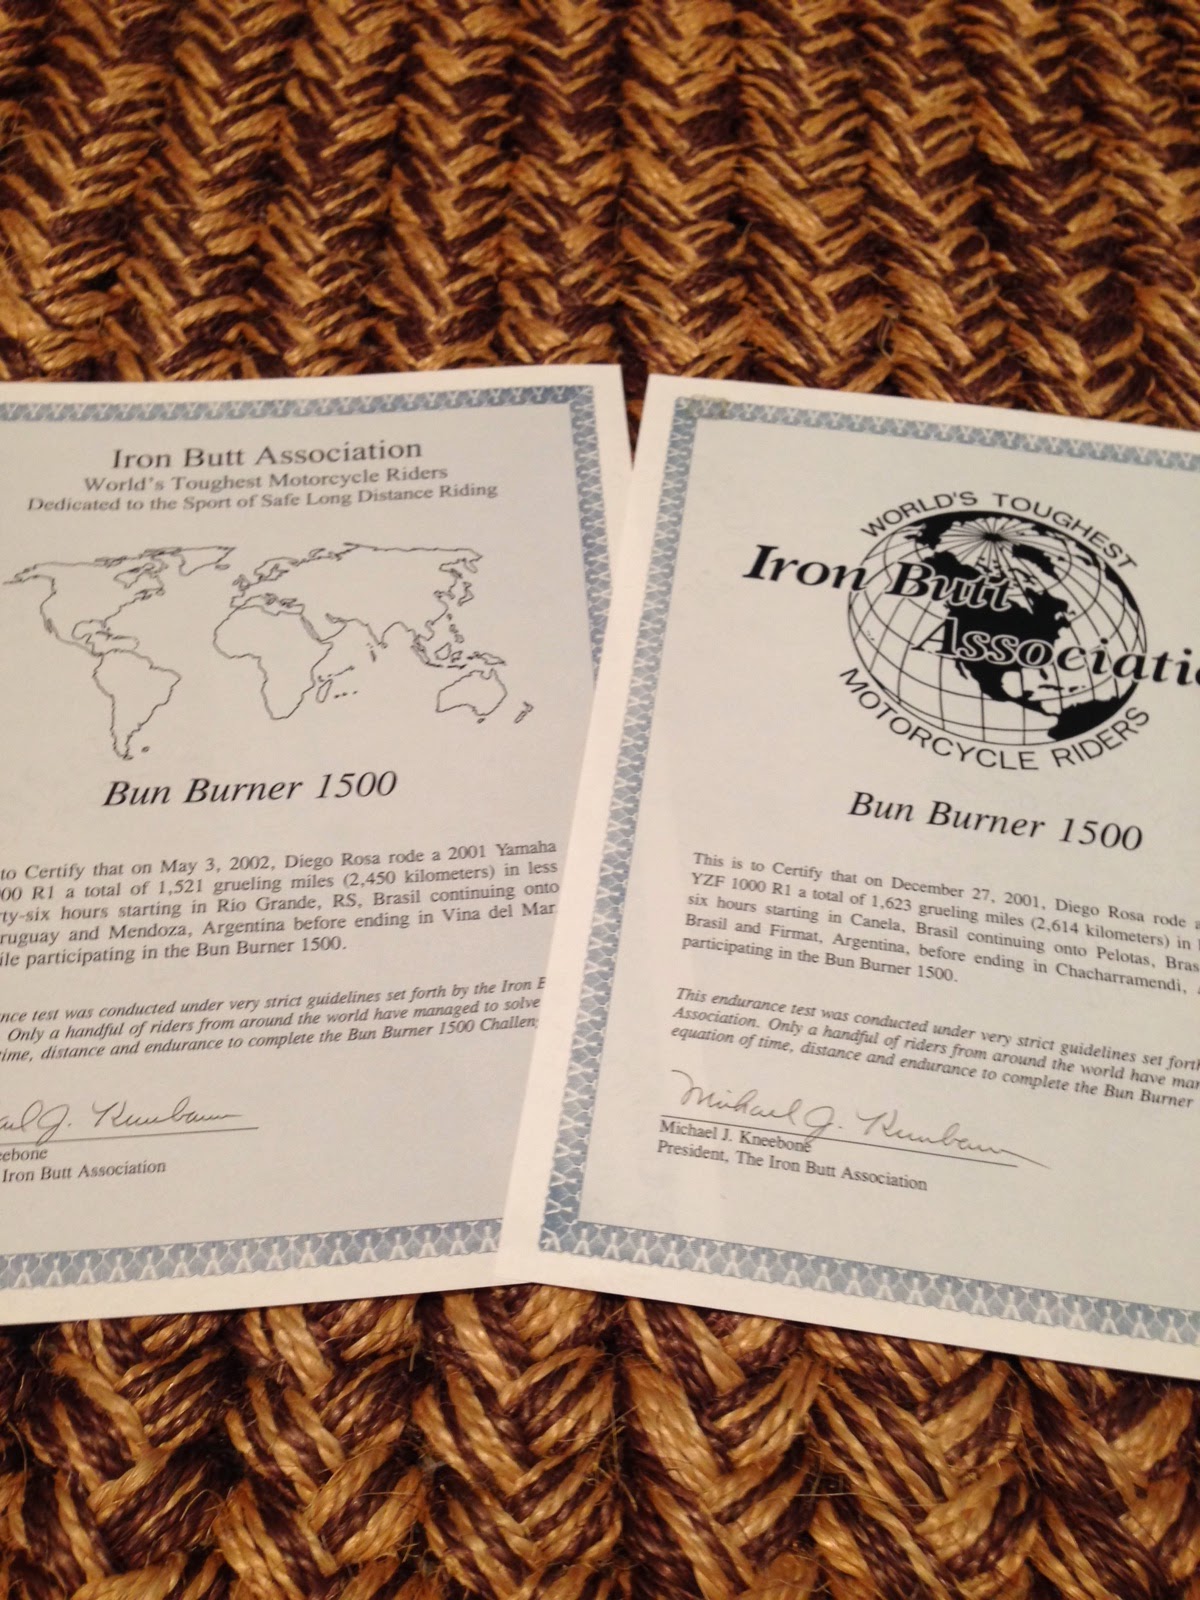 Iron Butt Association
World's Toughest Motorcycle Riders
Dedicated to the Sport of Safe Long Distance Riding
Bun Burner 1500
to Certify that on May 3, 2002, Diego Rosa rode a 2001 Yamaha
00 R1 a total of 1,521 grueling miles (2,450 kilometers) in less
ty-six hours starting in Rio Grande, RS, Brasil continuing onto
ruguay and Mendoza, Argentina before ending in Vina del Mar
ile participating in the Bun Burner 1500.
nce test was conducted under very strict guidelines set forth by the Iron B
Only a handful of riders from around the world have managed to solve
time, distance and endurance to complete the Bun Burner 1500 Challen
ael J. Kneebone
eebone
Iron Butt Association
WORLD'S TOUGHEST
Iron Butt
Associati
MOTORCYCLE RIDERS
Bun Burner 1500
This is to Certify that on December 27, 2001, Diego Rosa rode a
YZF 1000 R1 a total of 1,623 grueling miles (2,614 kilometers) in
six hours starting in Canela, Brasil continuing onto Pelotas, Bras
Brasil and Firmat, Argentina, before ending in Chacharramendi,
participating in the Bun Burner 1500.
This endurance test was conducted under very strict guidelines set forth
Association. Only a handful of riders from around the world have man
equation of time, distance and endurance to complete the Bun Burner
Michael J. Kneebone
Michael J. Kneebone
President, The Iron Butt Association